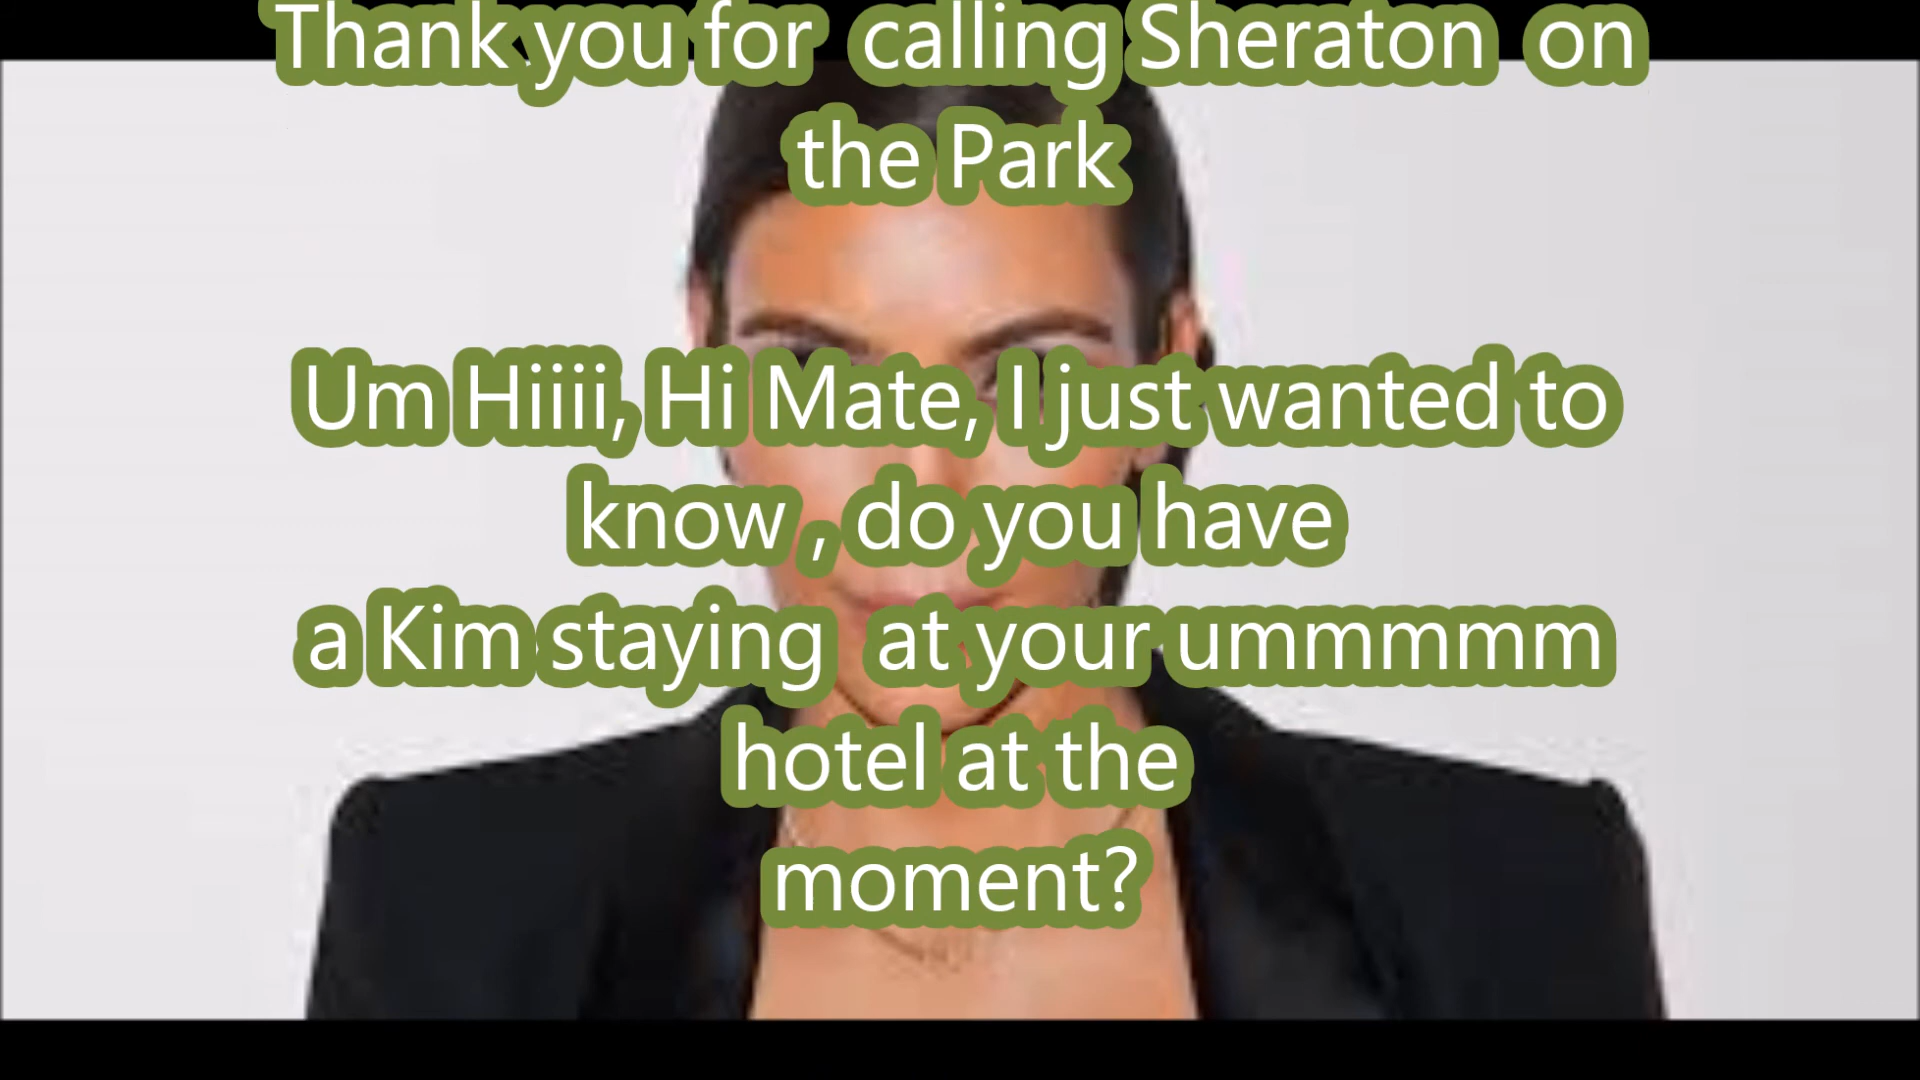 Thank you for calling Sheraton on
the Park
Um Hiiii, Hi Mate, I just wanted to
know , do you have
a Kim staying at your ummmmm
hotel at the
moment?